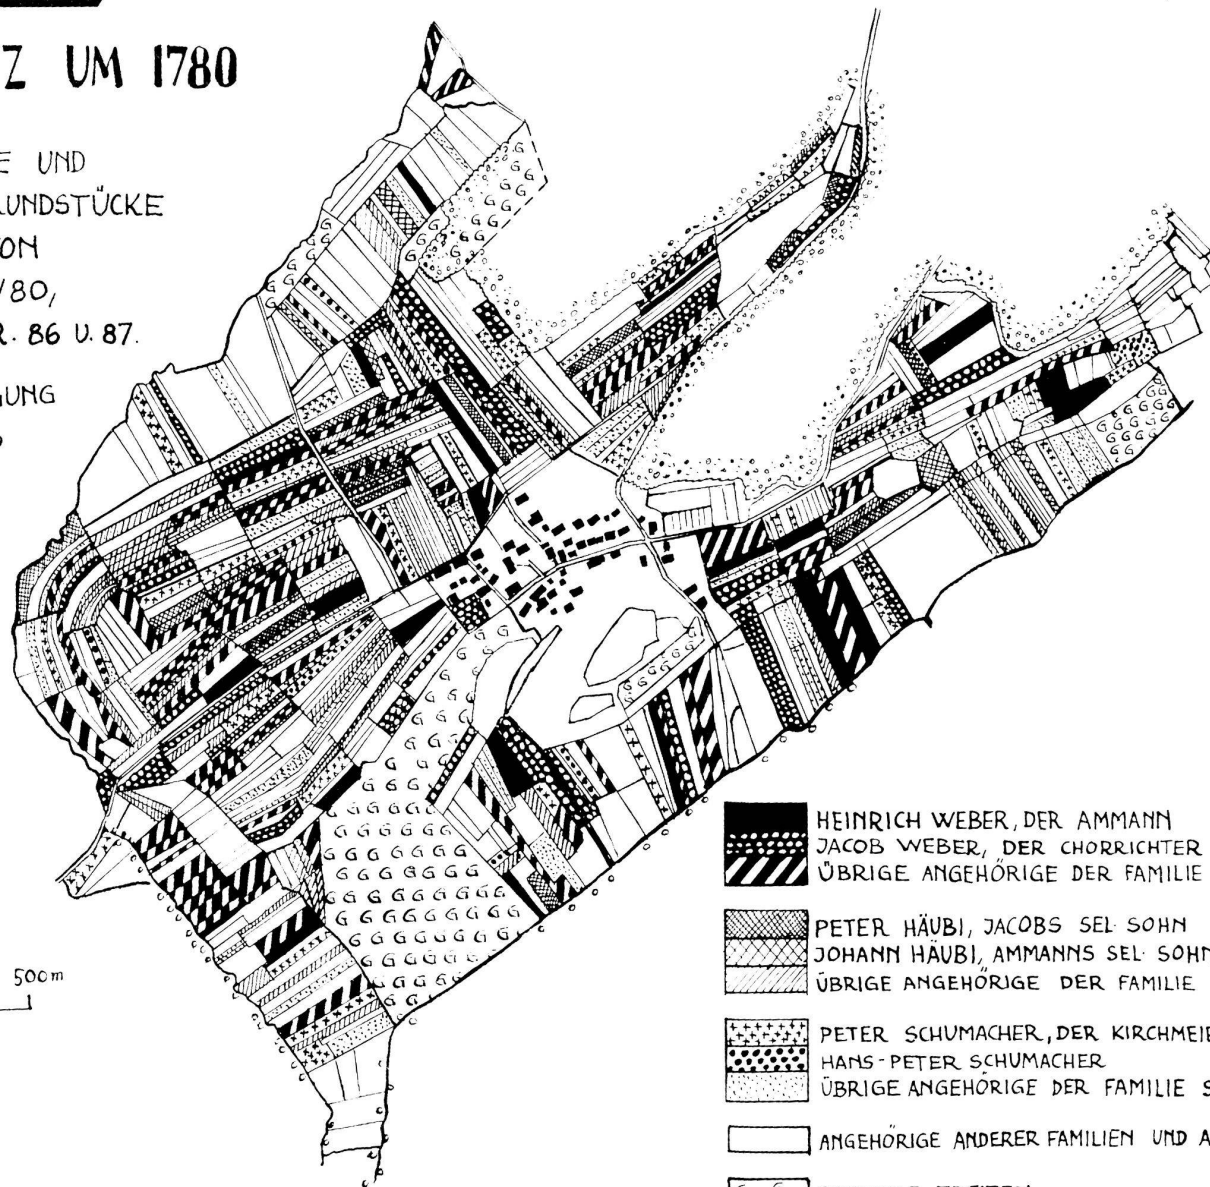 Z UM 1780
E UND
UNDSTÜCKE
ON
/80,
R. 86 U. 87.
GUNG
500m
HEINRICH WEBER, DER AMMANN
JACOB WEBER, DER CHORRICHTER
ÜBRIGE ANGEHÖRIGE DER FAMILIE
PETER HÄUBI, JACOBS SEL. SOHN
JOHANN HÄUBI, AMMANNS SEL. SOHN
ÜBRIGE ANGEHÖRIGE DER FAMILIE
PETER SCHUMACHER, DER KIRCHMEIE
HANS-PETER SCHUMACHER
ÜBRIGE ANGEHÖRIGE DER FAMILIE S
ANGEHÖRIGE ANDERER FAMILIEN UND A